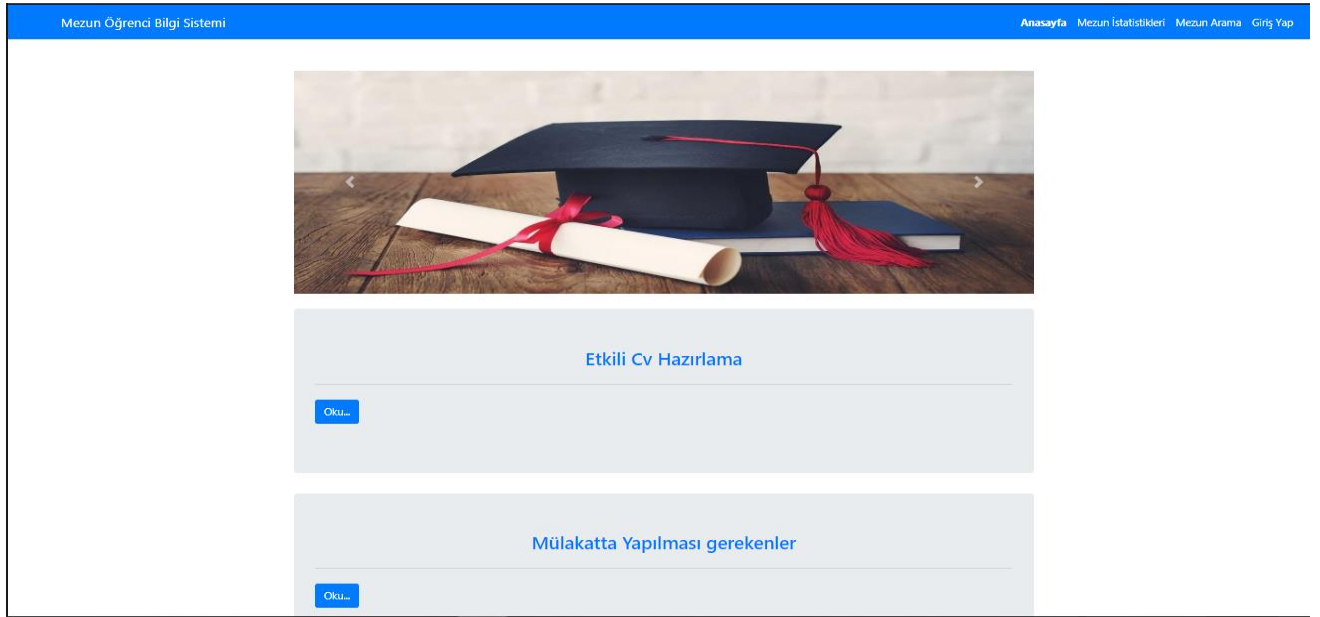 Mezun Öğrenci Bilgi Sistemi
Anasayfa Mezun İstatistikleri Mezun Arama Giriş Yap
Etkili Cv Hazırlama
Oku...
Mülakatta Yapılması gerekenler
Oku...